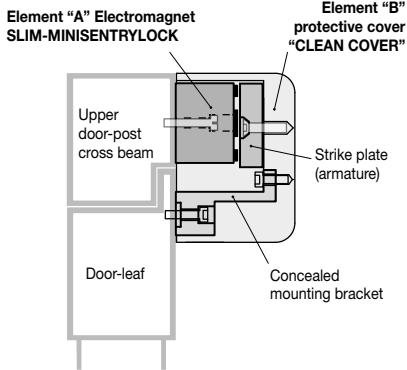 Element “A” Electromagnet
SLIM-MINISENTRYLOCK
Element “B”
protective cover
“CLEAN COVER”
Upper
door-post
cross beam
Strike plate
(armature)
Door-leaf
Concealed
mounting bracket